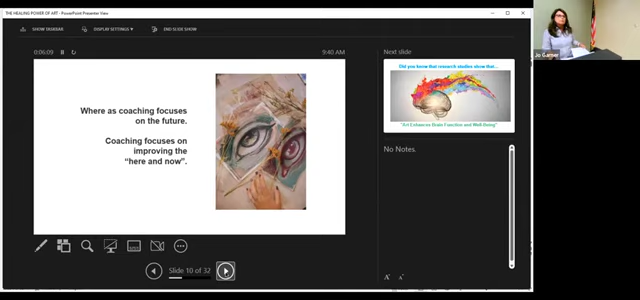 THE HEALING POWER OF ART - PowerPoint Presenter View
SHOW TASKBAR
DISPLAY SETTINGS ▾
END SLIDE SHOW
0:06:09
9:40 AM
Where as coaching focuses
on the future.
Coaching focuses on
improving the
"here and now".
Slide 10 of 32
Next slide
Did you know that research studies show that…
"Art Enhances Brain Function and Well-Being"
No Notes.
A
A
Jo Garner